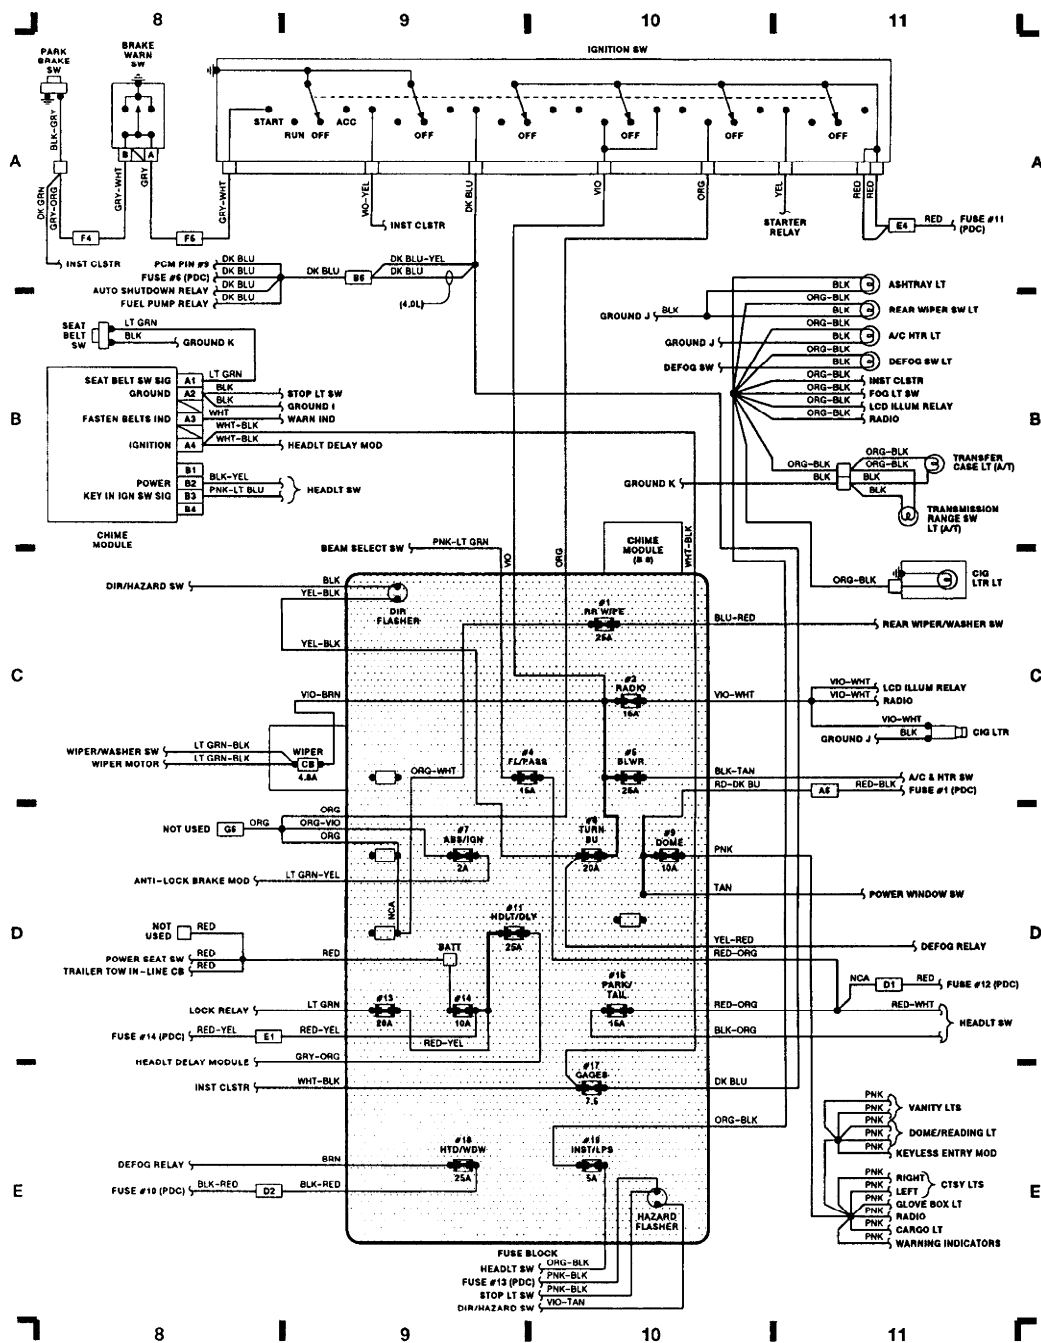 8 9 10 11
PARK
BRAKE
SW
BRAKE
WARN
SW
IGNITION SW
BLK-GRY
START
RUN
OFF
ACC
OFF
OFF
OFF
OFF
OFF
A
A
B
A
DK GRN
GRY-ORG
GRY-WHT
GRY
GRY-WHT
VIO-YEL
DK BLU
VIO
ORG
YEL
RED
RED
F4
F5
INST CLSTR
STARTER
RELAY
E4
RED
FUSE #11
(PDC)
INST CLSTR
PCM PIN #9
DK BLU
FUSE #6 (PDC)
DK BLU
AUTO SHUTDOWN RELAY
DK BLU
FUEL PUMP RELAY
DK BLU
DK BLU
B6
DK BLU-YEL
DK BLU
(4.0L)
BLK
ASHTRAY LT
ORG-BLK
GROUND J
BLK
BLK
REAR WIPER SW LT
ORG-BLK
GROUND J
BLK
A/C HTR LT
ORG-BLK
DEFOG SW
BLK
DEFOG SW LT
ORG-BLK
INST CLSTR
ORG-BLK
FOG LT SW
ORG-BLK
LCD ILLUM RELAY
ORG-BLK
RADIO
SEAT
BELT
SW
LT GRN
BLK
GROUND K
B
B
SEAT BELT SW SIG
A1
LT GRN
GROUND
A2
BLK
STOP LT SW
BLK
GROUND I
FASTEN BELTS IND
A3
WHT
WARN IND
WHT-BLK
IGNITION
A4
WHT-BLK
HEADLT DELAY MOD
B1
POWER
B2
BLK-YEL
KEY IN IGN SW SIG
B3
PNK-LT BLU
HEADLT SW
B4
CHIME
MODULE
ORG-BLK
ORG-BLK
ORG-BLK
TRANSFER
CASE LT (A/T)
GROUND K
BLK
BLK
BLK
TRANSMISSION
RANGE SW
LT (A/T)
BEAM SELECT SW
PNK-LT GRN
VIO
ORG
CHIME
MODULE
(B 8)
WHT-BLK
DIR/HAZARD SW
BLK
YEL-BLK
DIR
FLASHER
ORG-BLK
CIG
LTR LT
#1
RR WIPE
25A
BLU-RED
REAR WIPER/WASHER SW
YEL-BLK
C
C
VIO-BRN
#2
RADIO
15A
VIO-WHT
VIO-WHT
LCD ILLUM RELAY
VIO-WHT
RADIO
VIO-WHT
GROUND J
BLK
CIG LTR
WIPER/WASHER SW
LT GRN-BLK
WIPER MOTOR
LT GRN-BLK
WIPER
CB
4.8A
ORG-WHT
#4
FL/PASS
15A
#5
BLWR
25A
BLK-TAN
A/C & HTR SW
RD-DK BU
A6
RED-BLK
FUSE #1 (PDC)
ORG
NOT USED
G6
ORG
ORG-VIO
ORG
#7
ABS/IGN
2A
#6
TURN
BU
20A
#9
DOME
10A
PNK
ANTI-LOCK BRAKE MOD
LT GRN-YEL
TAN
POWER WINDOW SW
NCA
#11
HDLT/DLY
25A
D
D
NOT
USED
RED
BATT
YEL-RED
DEFOG RELAY
POWER SEAT SW
RED
RED
RED-ORG
TRAILER TOW IN-LINE CB
RED
NCA
D1
RED
FUSE #12 (PDC)
#15
PARK/
TAIL
15A
LOCK RELAY
LT GRN
#13
20A
#14
10A
RED-ORG
RED-WHT
HEADLT SW
FUSE #14 (PDC)
RED-YEL
E1
RED-YEL
RED-YEL
BLK-ORG
HEADLT DELAY MODULE
GRY-ORG
#17
GAGES
7.5
INST CLSTR
WHT-BLK
DK BLU
PNK
PNK
VANITY LTS
ORG-BLK
PNK
PNK
DOME/READING LT
PNK
KEYLESS ENTRY MOD
#18
HTD/WDW
25A
#19
INST/LPS
5A
DEFOG RELAY
BRN
E
E
FUSE #10 (PDC)
BLK-RED
D2
BLK-RED
PNK
RIGHT
PNK
LEFT
CTSY LTS
PNK
GLOVE BOX LT
PNK
RADIO
PNK
CARGO LT
PNK
WARNING INDICATORS
HAZARD
FLASHER
FUSE BLOCK
HEADLT SW
ORG-BLK
FUSE #13 (PDC)
PNK-BLK
STOP LT SW
PNK-BLK
DIR/HAZARD SW
VIO-TAN
8 9 10 11